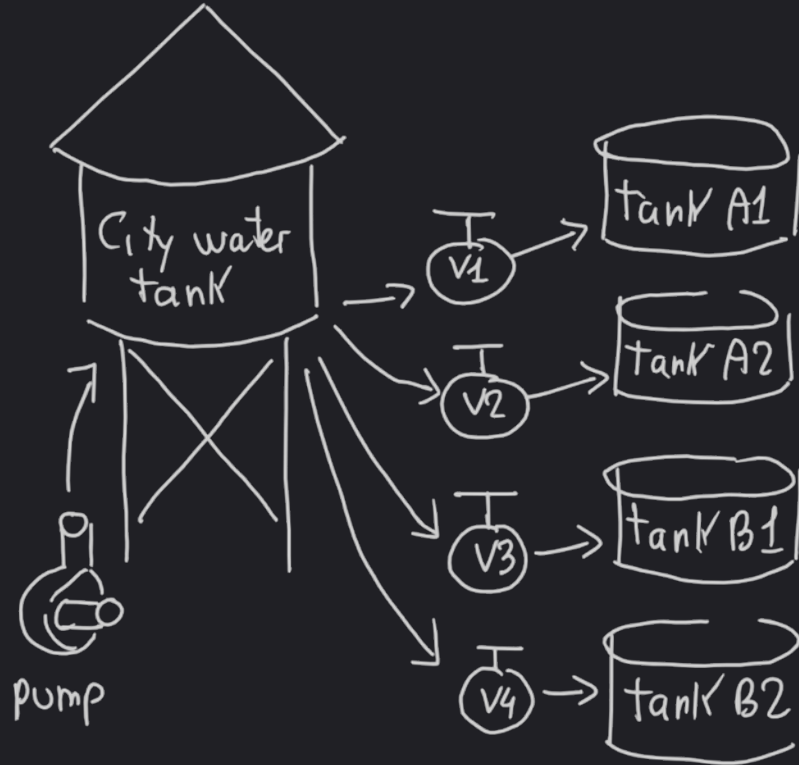 City water
tank
V1
tank A1
V2
tank A2
V3
tank B1
V4
tank B2
pump